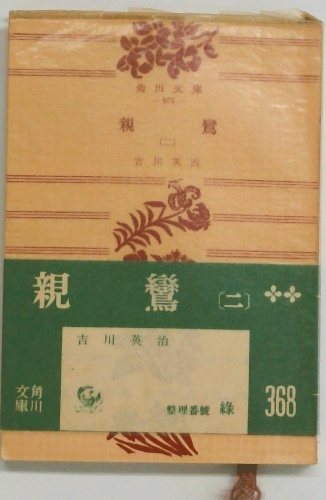 角川文庫
親鸞
(二)
吉川英治
親鸞〔二〕
吉川英治
角川文庫
整理番號 綠 368